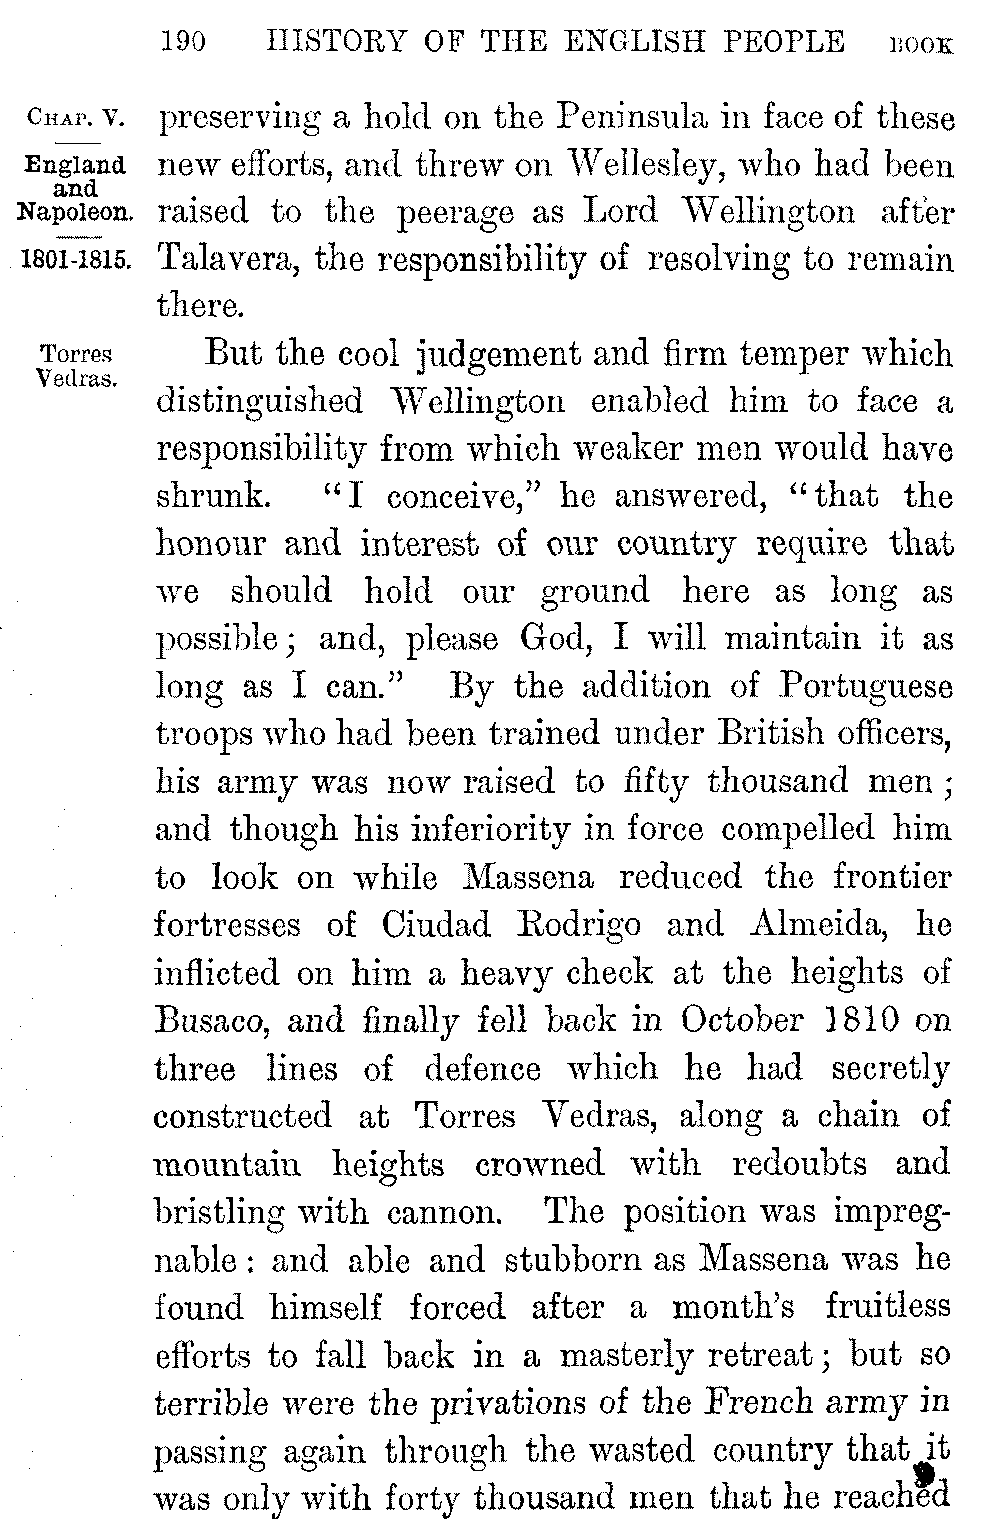 190 HISTORY OF THE ENGLISH PEOPLE BOOK
CHAP. V.
England
and
Napoleon.
1801-1815.
preserving a hold on the Peninsula in face of these
new efforts, and threw on Wellesley, who had been
raised to the peerage as Lord Wellington after
Talavera, the responsibility of resolving to remain
there.
Torres
Vedras.
But the cool judgement and firm temper which
distinguished Wellington enabled him to face a
responsibility from which weaker men would have
shrunk. "I conceive," he answered, "that the
honour and interest of our country require that
we should hold our ground here as long as
possible; and, please God, I will maintain it as
long as I can." By the addition of Portuguese
troops who had been trained under British officers,
his army was now raised to fifty thousand men;
and though his inferiority in force compelled him
to look on while Massena reduced the frontier
fortresses of Ciudad Rodrigo and Almeida, he
inflicted on him a heavy check at the heights of
Busaco, and finally fell back in October 1810 on
three lines of defence which he had secretly
constructed at Torres Vedras, along a chain of
mountain heights crowned with redoubts and
bristling with cannon. The position was impreg-
nable: and able and stubborn as Massena was he
found himself forced after a month's fruitless
efforts to fall back in a masterly retreat; but so
terrible were the privations of the French army in
passing again through the wasted country that it
was only with forty thousand men that he reached